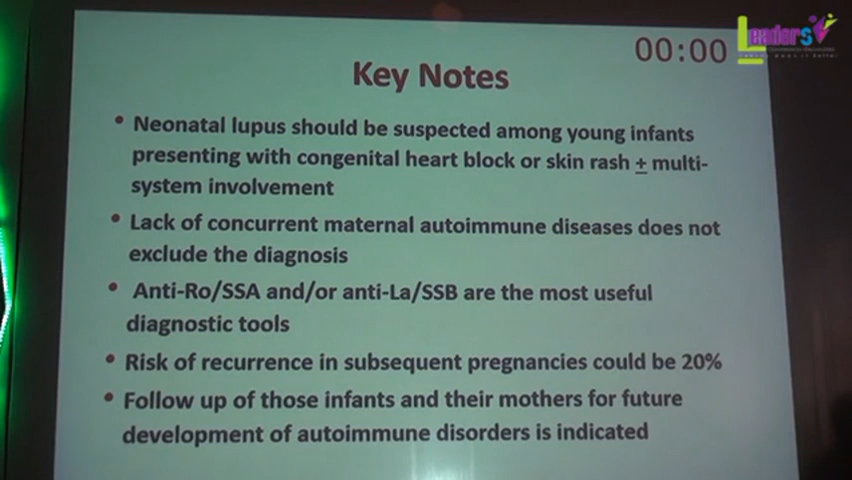 Leaders
00:00
Key Notes
• Neonatal lupus should be suspected among young infants
presenting with congenital heart block or skin rash ± multi-
system involvement
• Lack of concurrent maternal autoimmune diseases does not
exclude the diagnosis
• Anti-Ro/SSA and/or anti-La/SSB are the most useful
diagnostic tools
• Risk of recurrence in subsequent pregnancies could be 20%
• Follow up of those infants and their mothers for future
development of autoimmune disorders is indicated